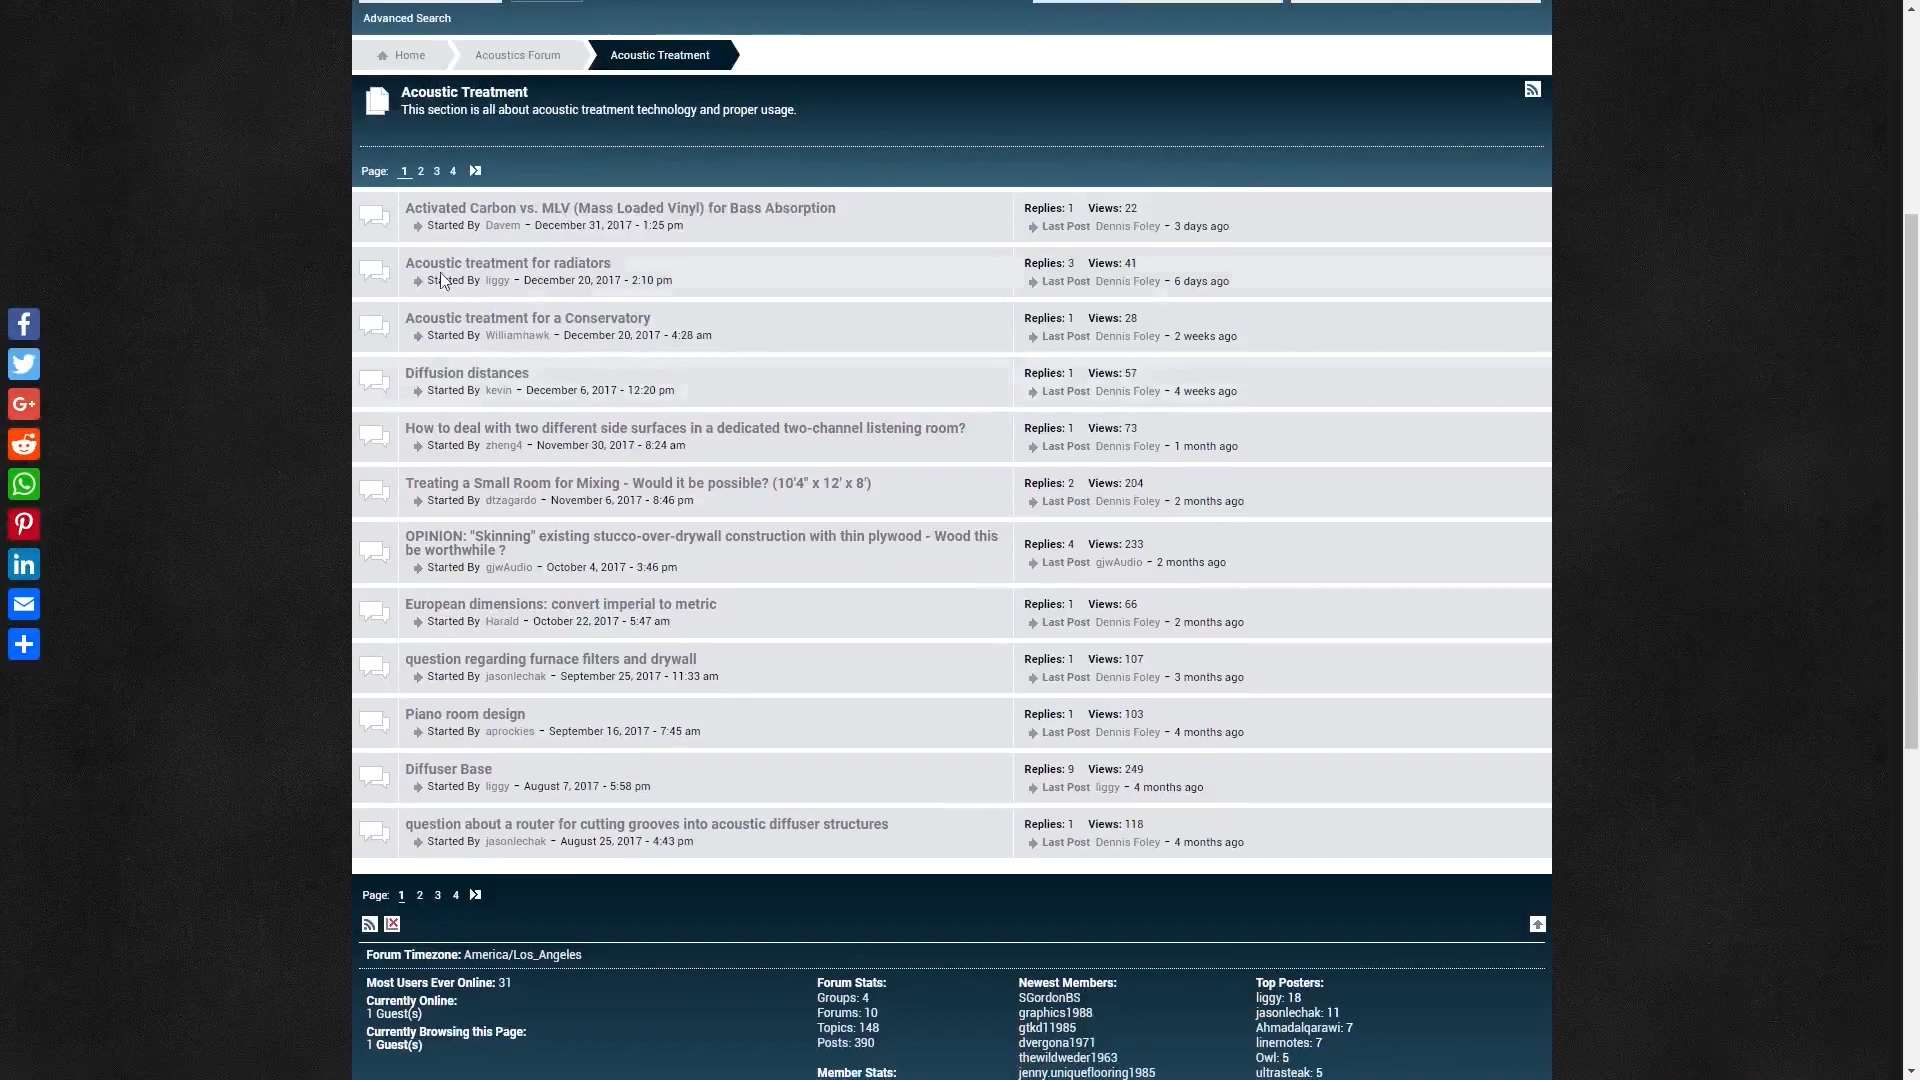 Advanced Search
Home Acoustics Forum Acoustic Treatment
Acoustic Treatment
This section is all about acoustic treatment technology and proper usage.
Page: 1 2 3 4
Activated Carbon vs. MLV (Mass Loaded Vinyl) for Bass Absorption
Started By Davem - December 31, 2017 - 1:25 pm
Replies: 1 Views: 22
Last Post Dennis Foley - 3 days ago
Acoustic treatment for radiators
Started By liggy - December 20, 2017 - 2:10 pm
Replies: 3 Views: 41
Last Post Dennis Foley - 6 days ago
Acoustic treatment for a Conservatory
Started By Williamhawk - December 20, 2017 - 4:28 am
Replies: 1 Views: 28
Last Post Dennis Foley - 2 weeks ago
Diffusion distances
Started By kevin - December 6, 2017 - 12:20 pm
Replies: 1 Views: 57
Last Post Dennis Foley - 4 weeks ago
How to deal with two different side surfaces in a dedicated two-channel listening room?
Started By zheng4 - November 30, 2017 - 8:24 am
Replies: 1 Views: 73
Last Post Dennis Foley - 1 month ago
Treating a Small Room for Mixing - Would it be possible? (10'4" x 12' x 8')
Started By dtzagardo - November 6, 2017 - 8:46 pm
Replies: 2 Views: 204
Last Post Dennis Foley - 2 months ago
OPINION: "Skinning" existing stucco-over-drywall construction with thin plywood - Wood this
be worthwhile ?
Started By gjwAudio - October 4, 2017 - 3:46 pm
Replies: 4 Views: 233
Last Post gjwAudio - 2 months ago
European dimensions: convert imperial to metric
Started By Harald - October 22, 2017 - 5:47 am
Replies: 1 Views: 66
Last Post Dennis Foley - 2 months ago
question regarding furnace filters and drywall
Started By jasonlechak - September 25, 2017 - 11:33 am
Replies: 1 Views: 107
Last Post Dennis Foley - 3 months ago
Piano room design
Started By aprockies - September 16, 2017 - 7:45 am
Replies: 1 Views: 103
Last Post Dennis Foley - 4 months ago
Diffuser Base
Started By liggy - August 7, 2017 - 5:58 pm
Replies: 9 Views: 249
Last Post liggy - 4 months ago
question about a router for cutting grooves into acoustic diffuser structures
Started By jasonlechak - August 25, 2017 - 4:43 pm
Replies: 1 Views: 118
Last Post Dennis Foley - 4 months ago
Page: 1 2 3 4
Forum Timezone: America/Los_Angeles
Most Users Ever Online: 31
Currently Online:
1 Guest(s)
Currently Browsing this Page:
1 Guest(s)
Forum Stats:
Groups: 4
Forums: 10
Topics: 148
Posts: 390
Member Stats:
Newest Members:
SGordonBS
graphics1988
gtkd11985
dvergona1971
thewildweder1963
jenny.uniqueflooring1985
Top Posters:
liggy: 18
jasonlechak: 11
Ahmadalqarawi: 7
linernotes: 7
Owl: 5
ultrasteak: 5